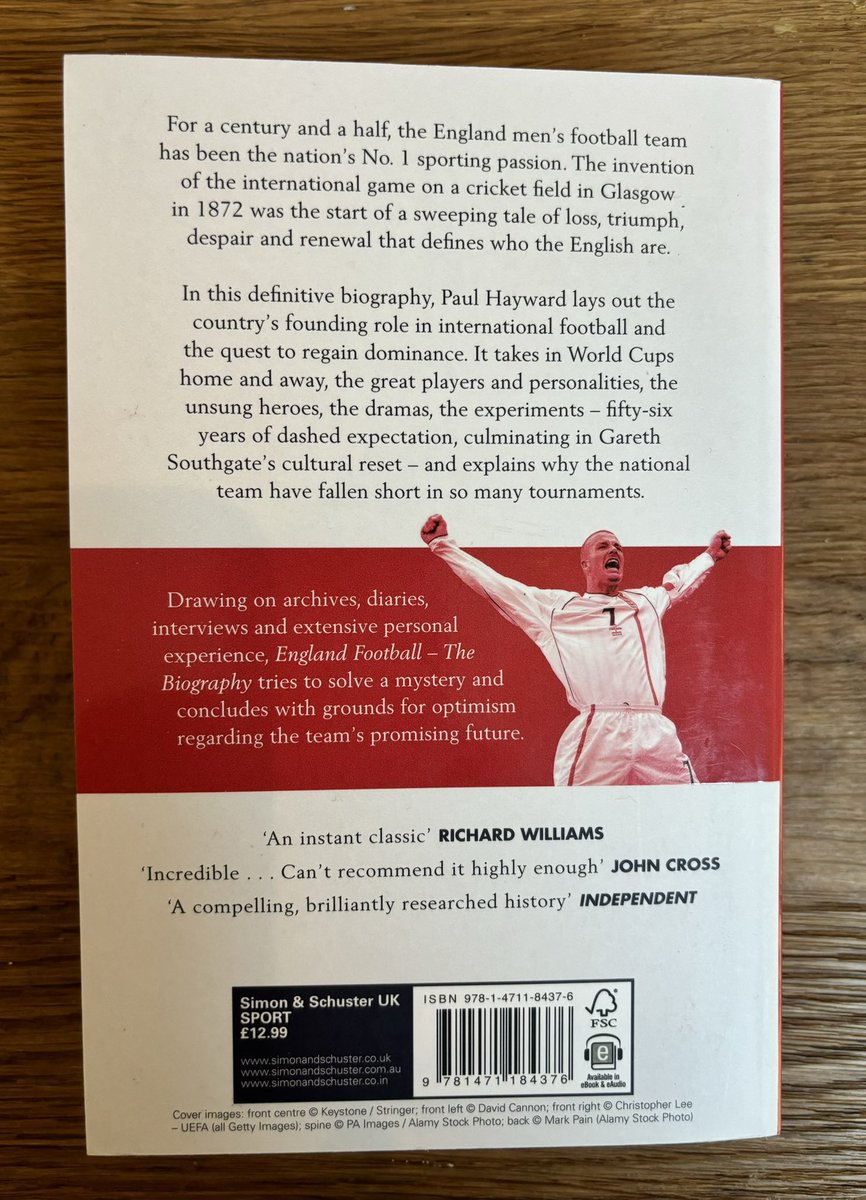 For a century and a half, the England men's football team
has been the nation's No. 1 sporting passion. The invention
of the international game on a cricket field in Glasgow
in 1872 was the start of a sweeping tale of loss, triumph,
despair and renewal that defines who the English are.
In this definitive biography, Paul Hayward lays out the
country's founding role in international football and
the quest to regain dominance. It takes in World Cups
home and away, the great players and personalities, the
unsung heroes, the dramas, the experiments – fifty-six
years of dashed expectation, culminating in Gareth
Southgate's cultural reset – and explains why the national
team have fallen short in so many tournaments.
Drawing on archives, diaries,
interviews and extensive personal
experience, England Football – The
Biography tries to solve a mystery and
concludes with grounds for optimism
regarding the team's promising future.
7
7
'An instant classic' RICHARD WILLIAMS
'Incredible . . . Can't recommend it highly enough' JOHN CROSS
'A compelling, brilliantly researched history' INDEPENDENT
Simon & Schuster UK
SPORT
£12.99
www.simonandschuster.co.uk
www.simonandschuster.com.au
www.simonandschuster.co.in
ISBN 978-1-4711-8437-6
9 781471 184376
FSC
e
Available in
eBook & eAudio
Cover images: front centre © Keystone / Stringer; front left © David Cannon; front right © Christopher Lee
– UEFA (all Getty Images); spine © PA Images / Alamy Stock Photo; back © Mark Pain (Alamy Stock Photo)